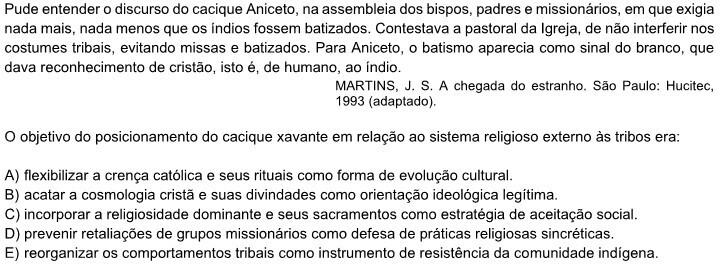 Pude entender o discurso do cacique Aniceto, na assembleia dos bispos, padres e missionários, em que exigia
nada mais, nada menos que os índios fossem batizados. Contestava a pastoral da Igreja, de não interferir nos
costumes tribais, evitando missas e batizados. Para Aniceto, o batismo aparecia como sinal do branco, que
dava reconhecimento de cristão, isto é, de humano, ao índio.
MARTINS, J. S. A chegada do estranho. São Paulo: Hucitec,
1993 (adaptado).
O objetivo do posicionamento do cacique xavante em relação ao sistema religioso externo às tribos era:
A) flexibilizar a crença católica e seus rituais como forma de evolução cultural.
B) acatar a cosmologia cristã e suas divindades como orientação ideológica legítima.
C) incorporar a religiosidade dominante e seus sacramentos como estratégia de aceitação social.
D) prevenir retaliações de grupos missionários como defesa de práticas religiosas sincréticas.
E) reorganizar os comportamentos tribais como instrumento de resistência da comunidade indígena.